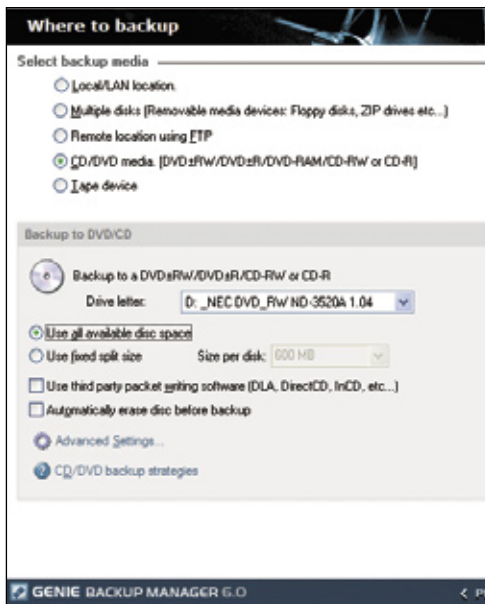 Where to backup
Select backup media
Local/LAN location.
Multiple disks (Removable media devices: Floppy disks, ZIP drives etc...)
Remote location using FTP
CD/DVD media. [DVD±RW/DVD±R/DVD-RAM/CD-RW or CD-R]
Tape device
Backup to DVD/CD
Backup to a DVD±RW/DVD±R/CD-RW or CD-R
Drive letter: D: _NEC DVD_RW ND-3520A 1.04
Use all available disc space
Use fixed split size Size per disk: 600 MB
Use third party packet writing software (DLA, DirectCD, InCD, etc...)
Automatically erase disc before backup
Advanced Settings...
CD/DVD backup strategies
GENIE BACKUP MANAGER 6.0 < P